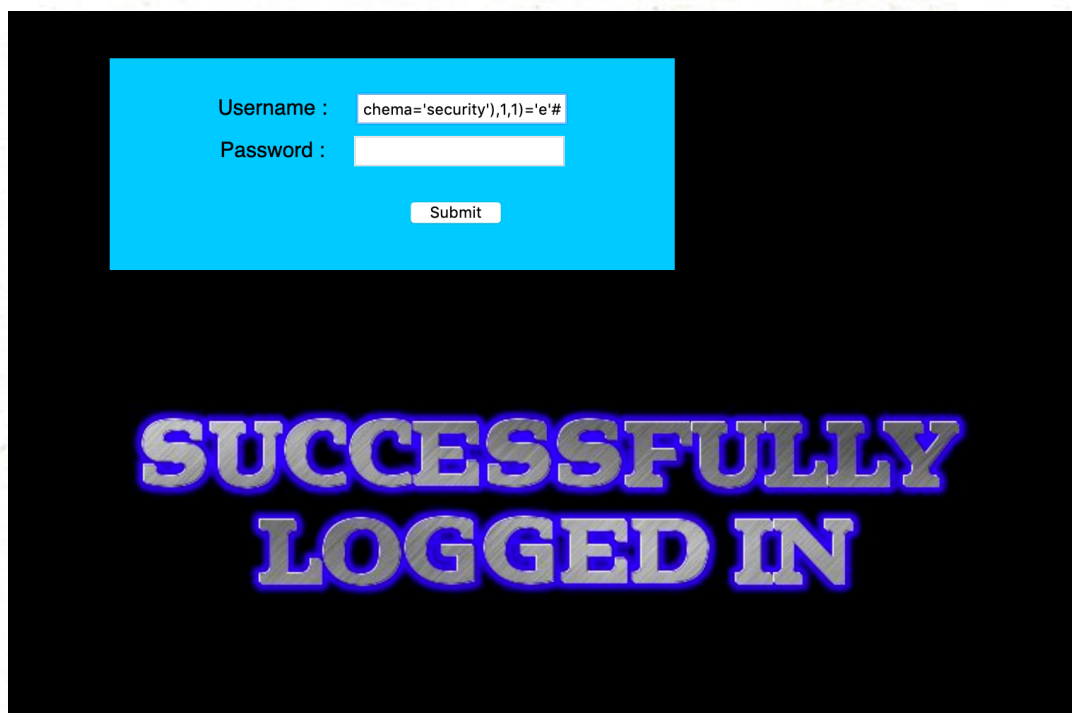 Username : chema='security'),1,1)='e'#
Password :
Submit
SUCCESSFULLY
LOGGED IN